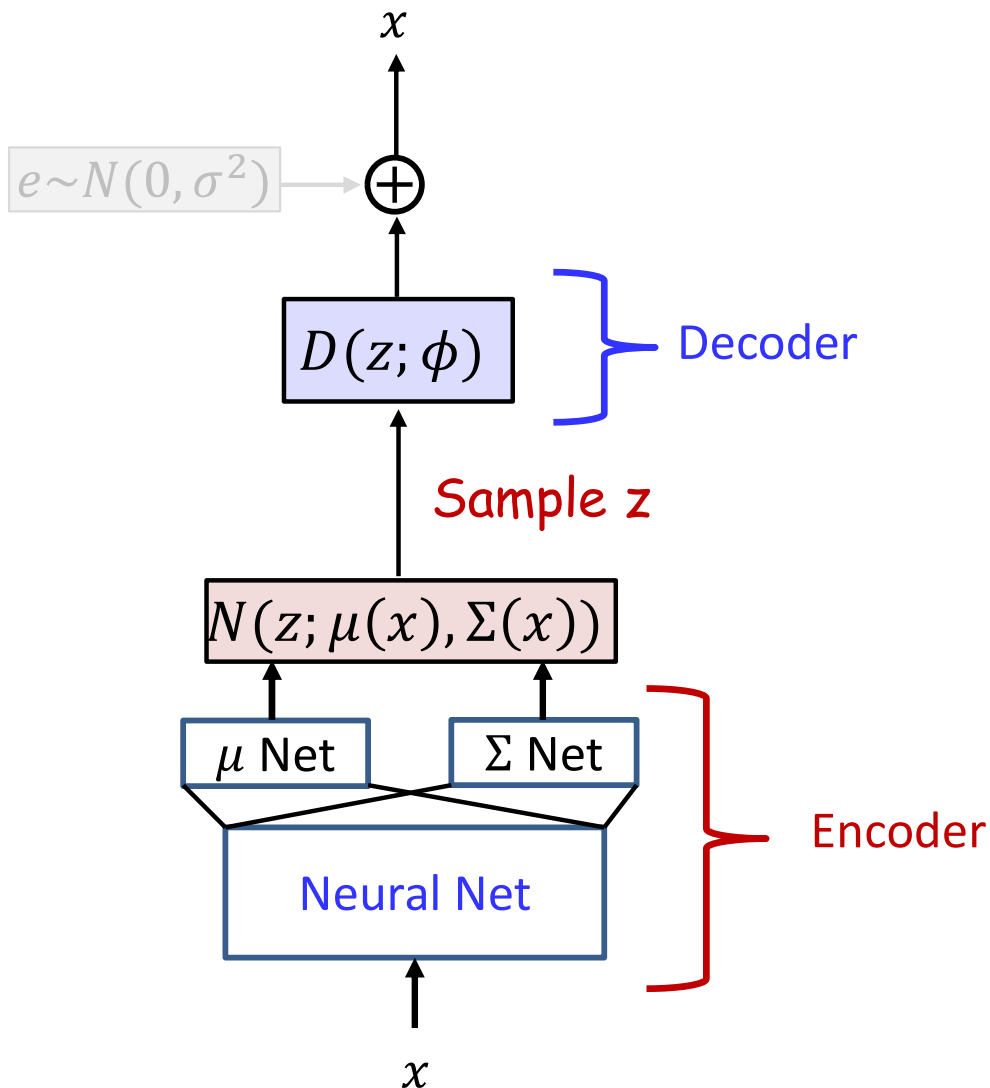 x
e~N(0, σ²)
D(z; ϕ)
Decoder
Sample z
N(z; μ(x), Σ(x))
μ Net
Σ Net
Encoder
Neural Net
x